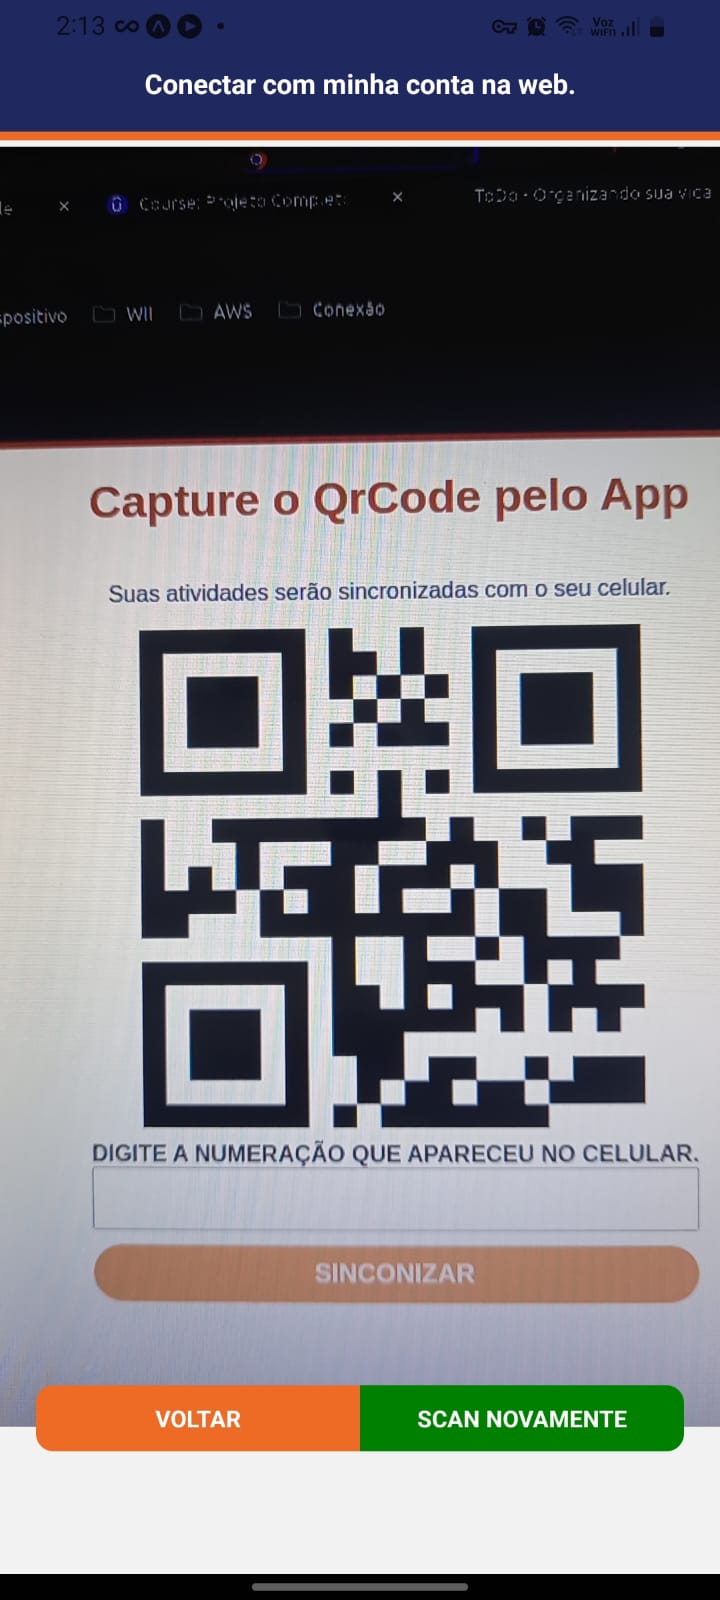 2:13
Voz
WiFi
Conectar com minha conta na web.
Course: Projeto Complet
ToDo - Organizando sua vida
spositivo
WII
AWS
Conexão
Capture o QrCode pelo App
Suas atividades serão sincronizadas com o seu celular.
DIGITE A NUMERAÇÃO QUE APARECEU NO CELULAR.
SINCONIZAR
VOLTAR
SCAN NOVAMENTE